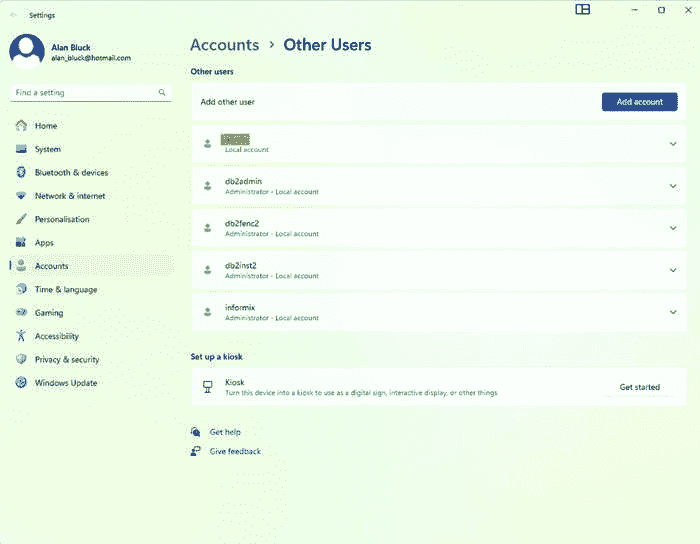 Settings
Alan Bluck
alan_bluck@hotmail.com
Find a setting
Home
System
Bluetooth & devices
Network & internet
Personalisation
Apps
Accounts
Time & language
Gaming
Accessibility
Privacy & security
Windows Update
Accounts > Other Users
Other users
Add other user
Add account
Local account
db2admin
Administrator - Local account
db2fenc2
Administrator - Local account
db2inst2
Administrator - Local account
informix
Administrator - Local account
Set up a kiosk
Kiosk
Turn this device into a kiosk to use as a digital sign, interactive display, or other things
Get started
Get help
Give feedback